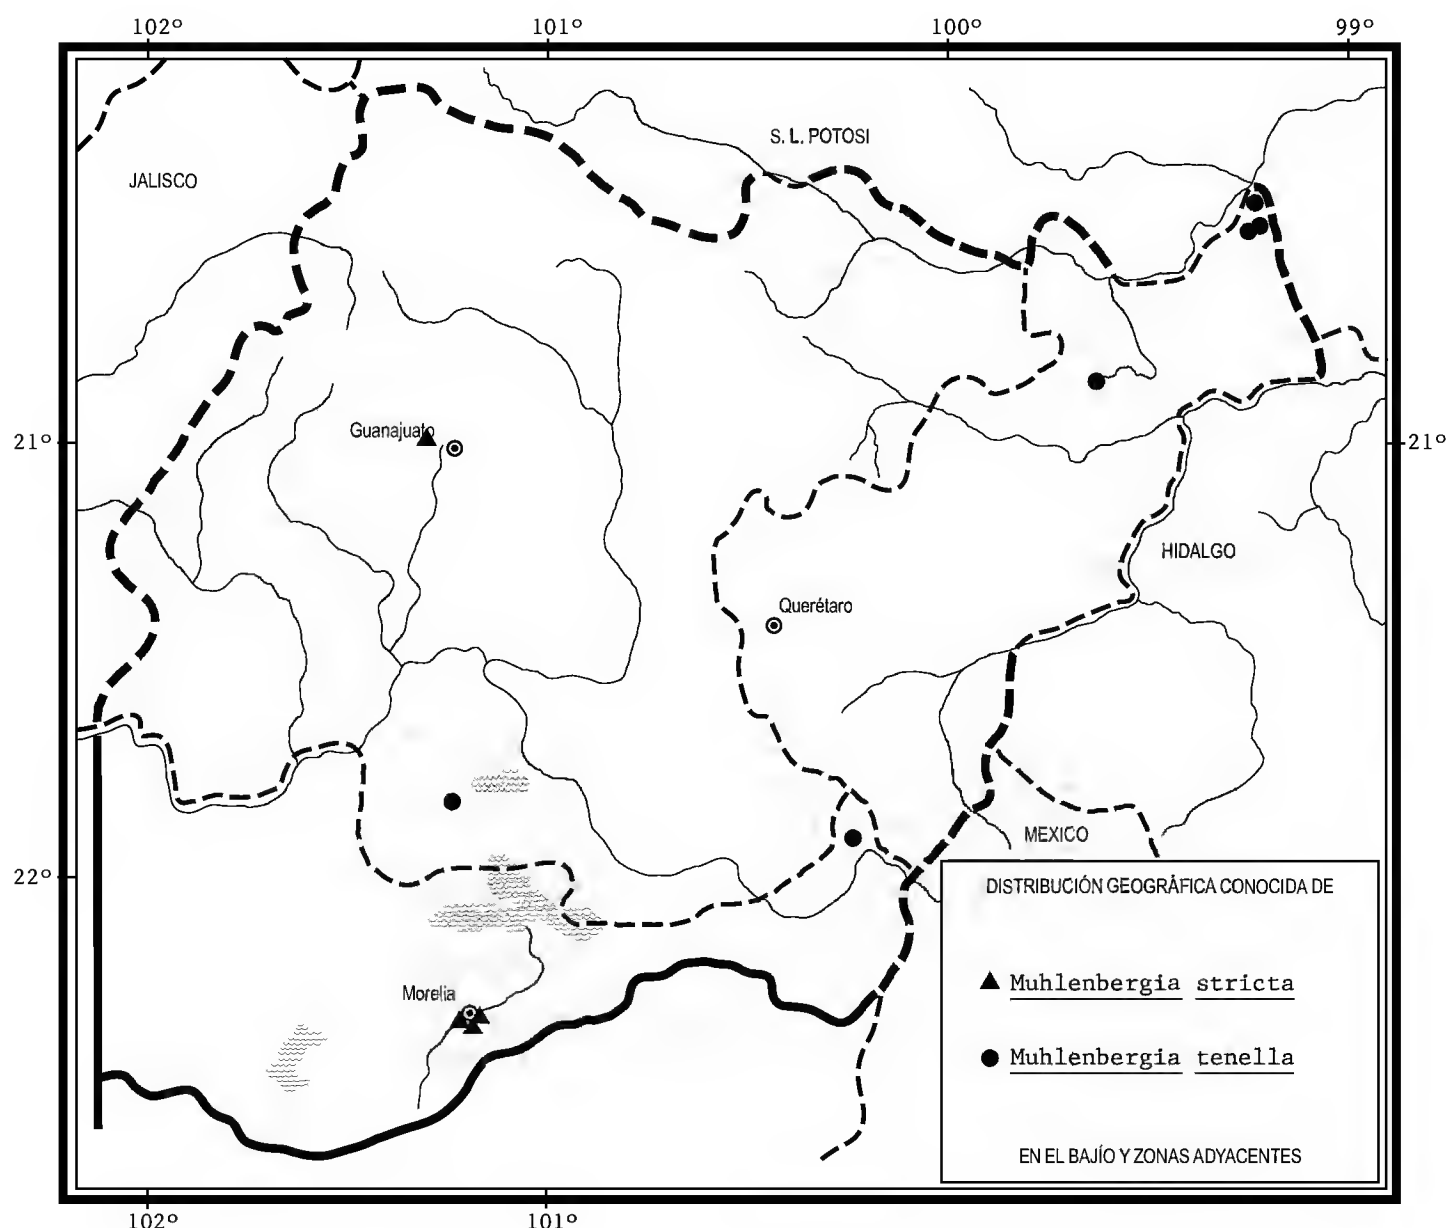 102º 101º 100º 99º
S. L. POTOSI
JALISCO
Guanajuato
21º 21º
HIDALGO
Querétaro
MEXICO
22º
DISTRIBUCIÓN GEOGRÁFICA CONOCIDA DE
Muhlenbergia stricta
Morelia
Muhlenbergia tenella
EN EL BAJÍO Y ZONAS ADYACENTES
102º 101º